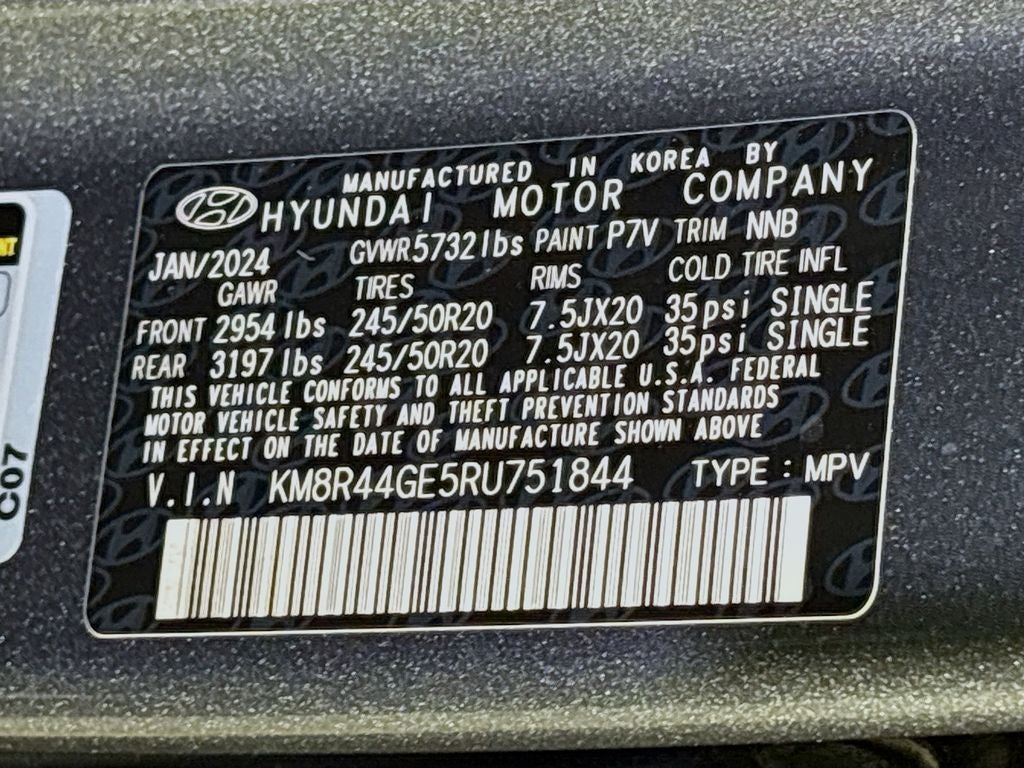 MANUFACTURED IN KOREA BY
HYUNDAI MOTOR COMPANY
JAN/2024 GVWR 5732 lbs PAINT P7V TRIM NNB
GAWR TIRES RIMS COLD TIRE INFL
FRONT 2954 lbs 245/50R20 7.5JX20 35psi SINGLE
REAR 3197 lbs 245/50R20 7.5JX20 35psi SINGLE
THIS VEHICLE CONFORMS TO ALL APPLICABLE U.S.A. FEDERAL
MOTOR VEHICLE SAFETY AND THEFT PREVENTION STANDARDS
IN EFFECT ON THE DATE OF MANUFACTURE SHOWN ABOVE
V.I.N KM8R44GE5RU751844 TYPE : MPV
C07